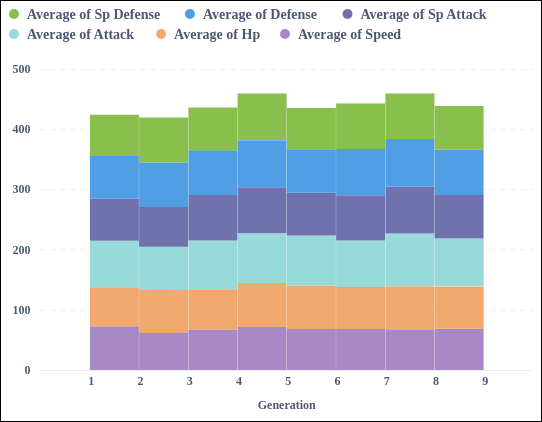 Average of Sp Defense Average of Defense Average of Sp Attack
Average of Attack Average of Hp Average of Speed
500
400
300
200
100
0
1 2 3 4 5 6 7 8 9
Generation